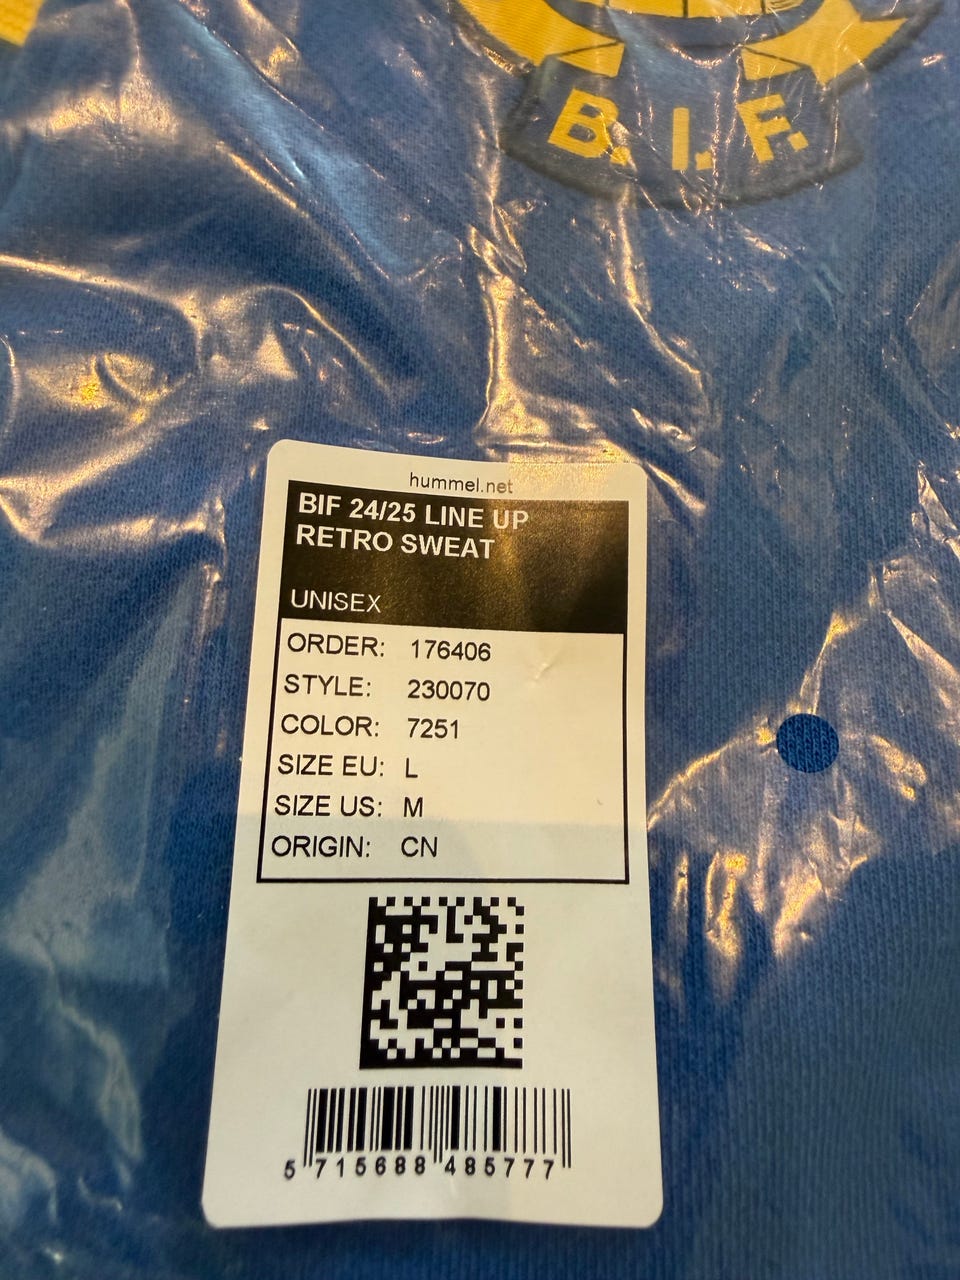 B. I. F.
hummel.net
BIF 24/25 LINE UP
RETRO SWEAT
UNISEX
ORDER: 176406
STYLE: 230070
COLOR: 7251
SIZE EU: L
SIZE US: M
ORIGIN: CN
5 715688 485777